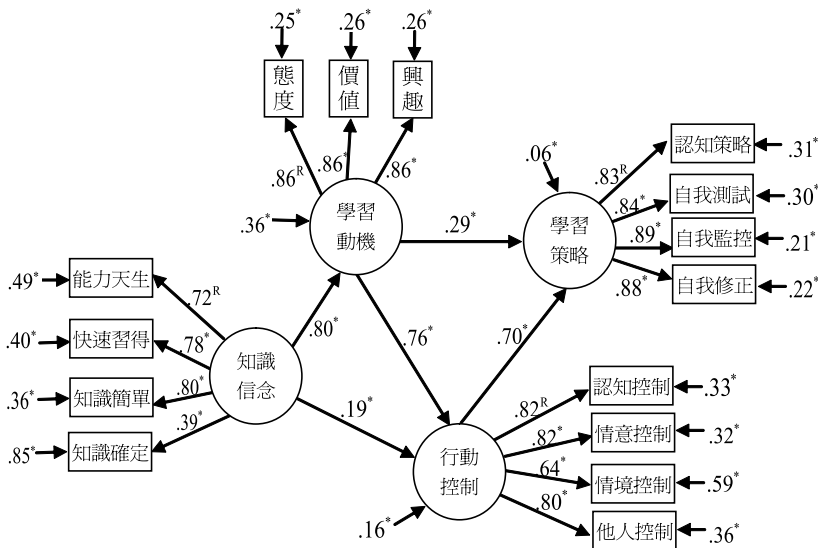 .25*
.26*
.26*
態度
價值
興趣
.86R
.86*
.86*
.36*
學習
動機
.29*
.06*
學習
策略
.83R
認知策略
.31*
.84*
自我測試
.30*
.89*
自我監控
.21*
.88*
自我修正
.22*
.49*
能力天生
.72R
.40*
快速習得
.78*
.36*
知識簡單
.80*
.85*
知識確定
.39*
知識
信念
.80*
.19*
.76*
.70*
行動
控制
.16*
.82R
認知控制
.33*
.82*
情意控制
.32*
.64*
情境控制
.59*
.80*
他人控制
.36*